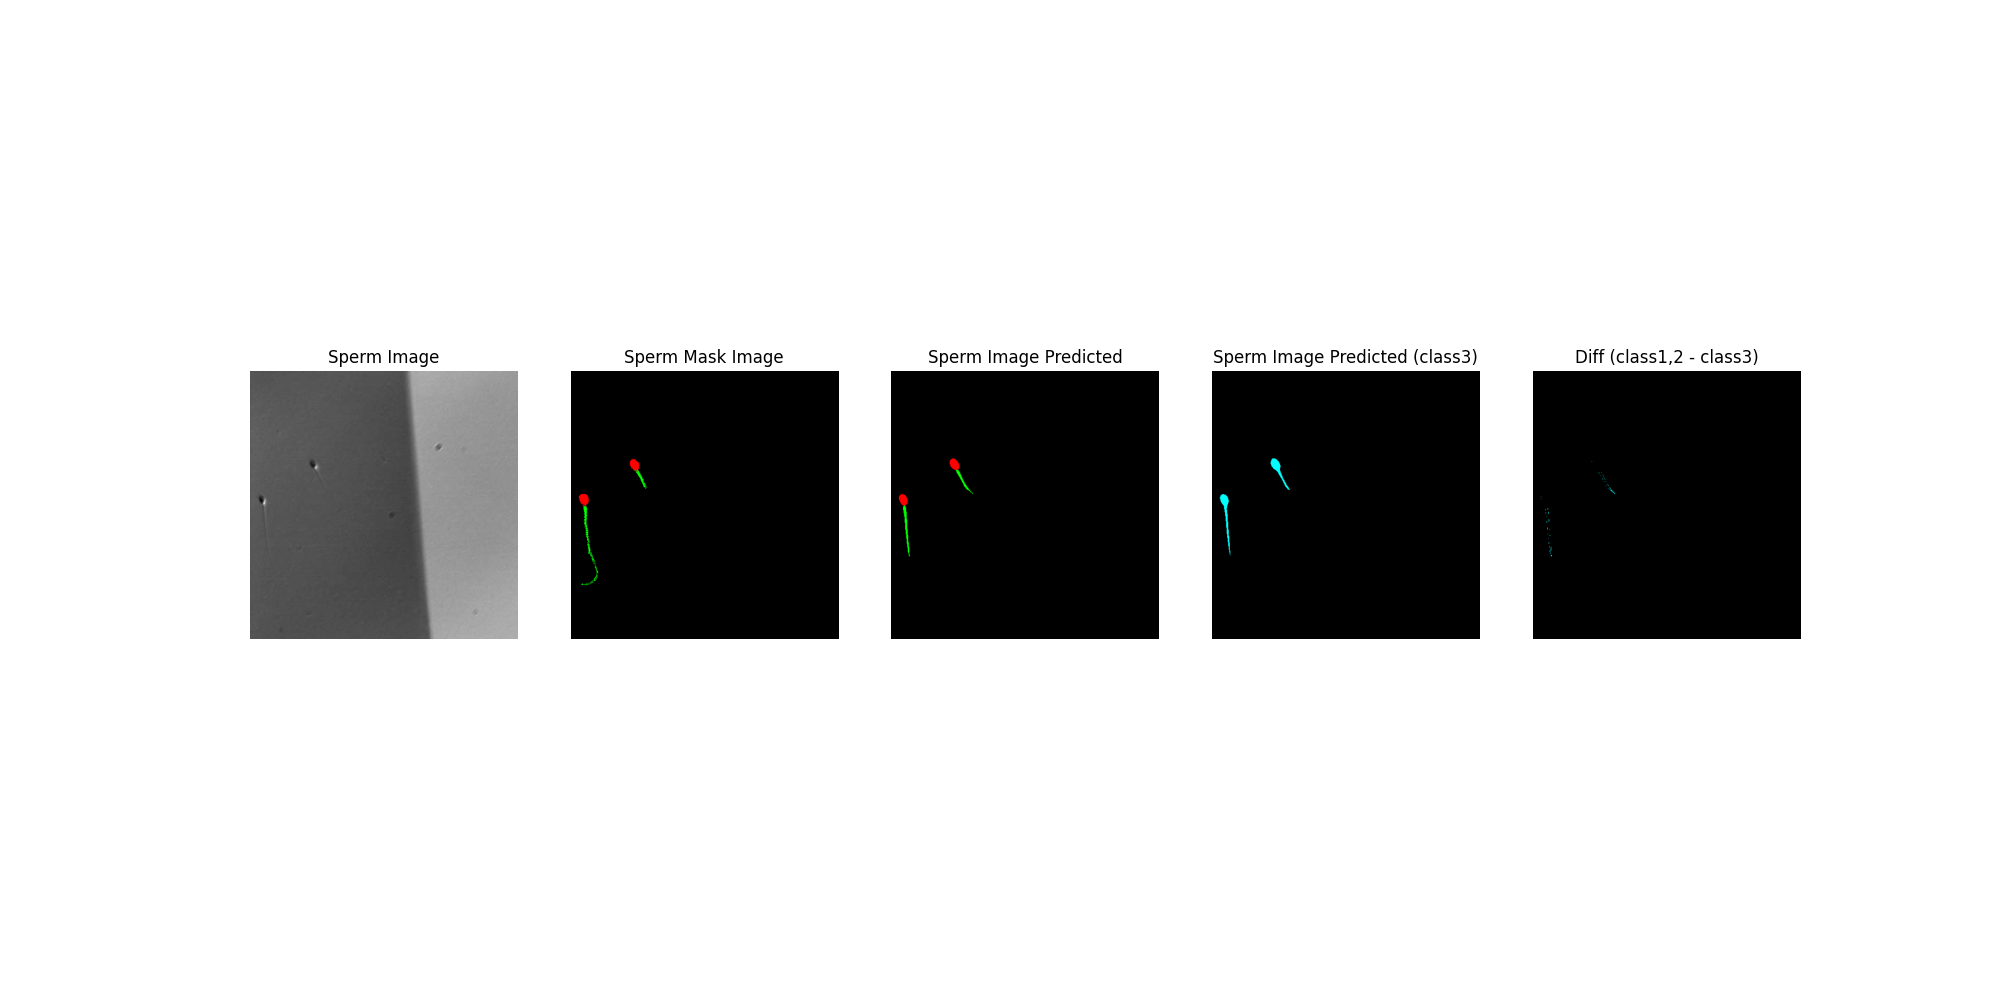 Sperm Image
Sperm Mask Image
Sperm Image Predicted
Sperm Image Predicted (class3)
Diff (class1,2 - class3)